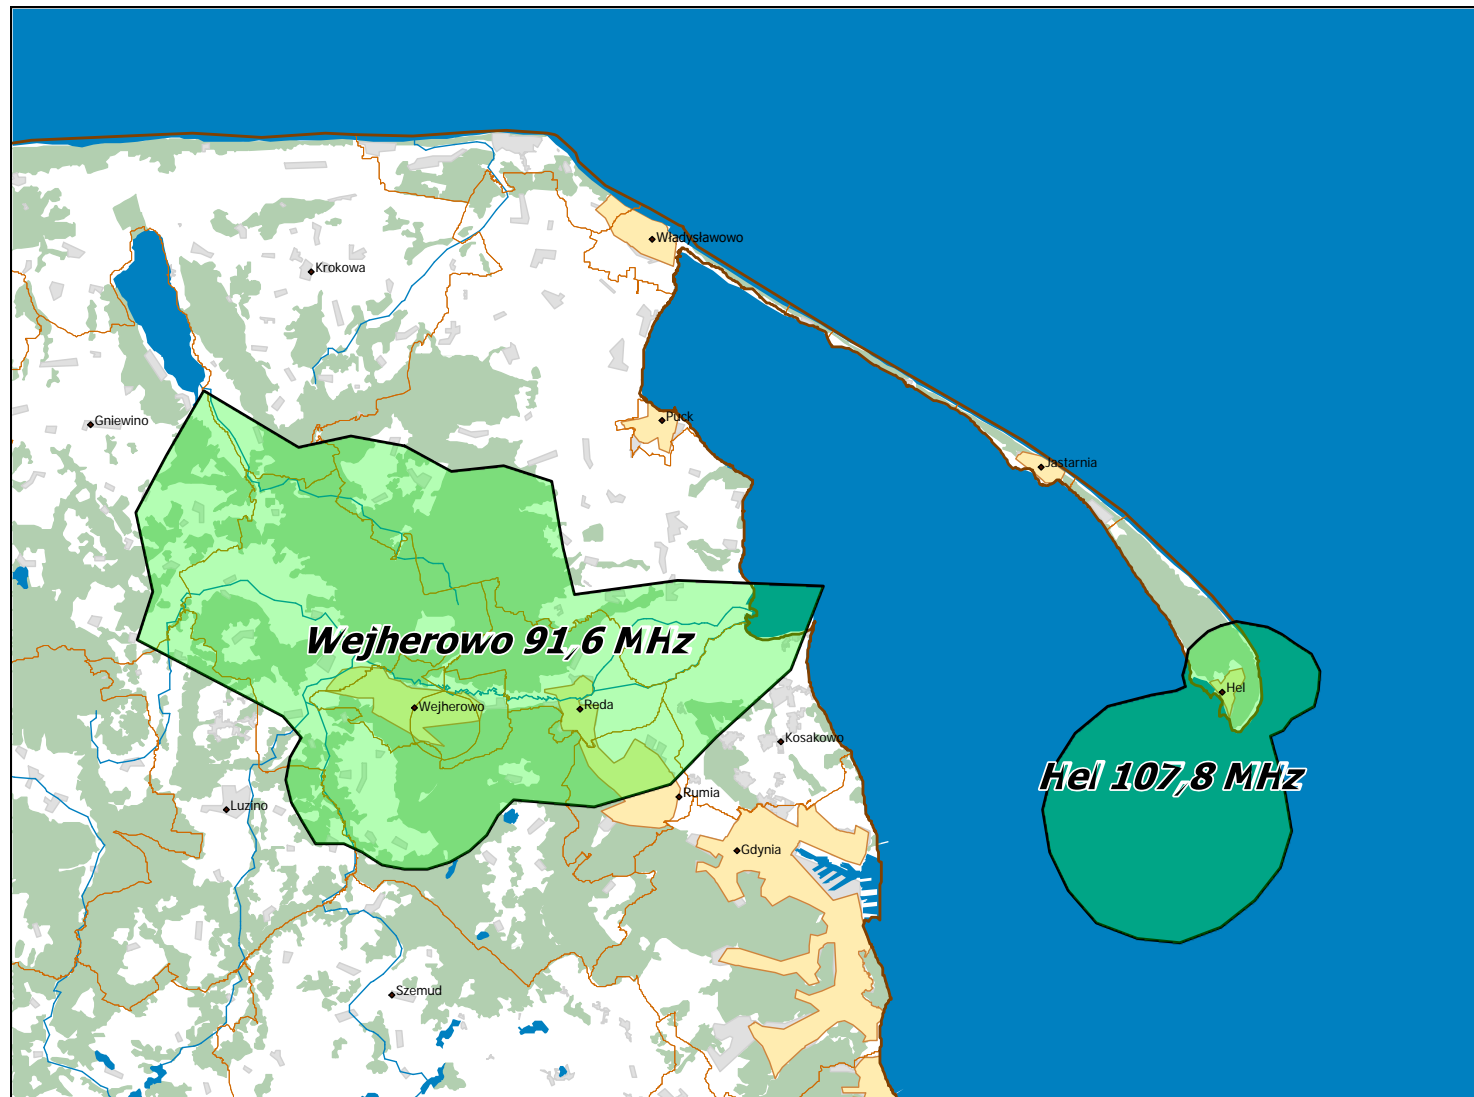 Władysławowo
Krokowa
Gniewino
Puck
Jastarnia
Wejherowo 91,6 MHz
Hel
Wejherowo
Reda
Kosakowo
Hel 107,8 MHz
Rumia
Luzino
Gdynia
Szemud